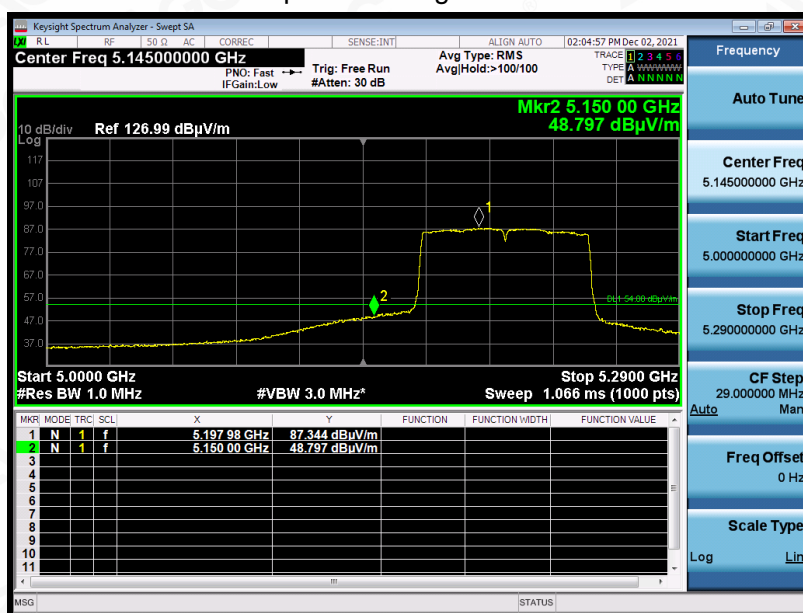 Keysight Spectrum Analyzer - Swept SA
LXI RL RF 50 Ω AC CORREC SENSE:INT ALIGN AUTO 02:04:57 PM Dec 02, 2021
Center Freq 5.145000000 GHz
PNO: Fast
IFGain:Low
Trig: Free Run
#Atten: 30 dB
Avg Type: RMS
Avg|Hold:>100/100
TRACE 1 2 3 4 5 6
TYPE A WWWWW
DET A N N N N N
Mkr2 5.150 00 GHz
48.797 dBµV/m
10 dB/div Ref 126.99 dBµV/m
Log
117
107
97.0
87.0
77.0
67.0
57.0
47.0
37.0
1
2
DL1 54.00 dBµV/m
Start 5.0000 GHz Stop 5.2900 GHz
#Res BW 1.0 MHz #VBW 3.0 MHz* Sweep 1.066 ms (1000 pts)
MKR MODE TRC SCL X Y FUNCTION FUNCTION WIDTH FUNCTION VALUE
1 N 1 f 5.197 98 GHz 87.344 dBµV/m
2 N 1 f 5.150 00 GHz 48.797 dBµV/m
3
4
5
6
7
8
9
10
11
MSG STATUS
Frequency
Auto Tune
Center Freq
5.145000000 GHz
Start Freq
5.000000000 GHz
Stop Freq
5.290000000 GHz
CF Step
29.000000 MHz
Auto Man
Freq Offset
0 Hz
Scale Type
Log Lin